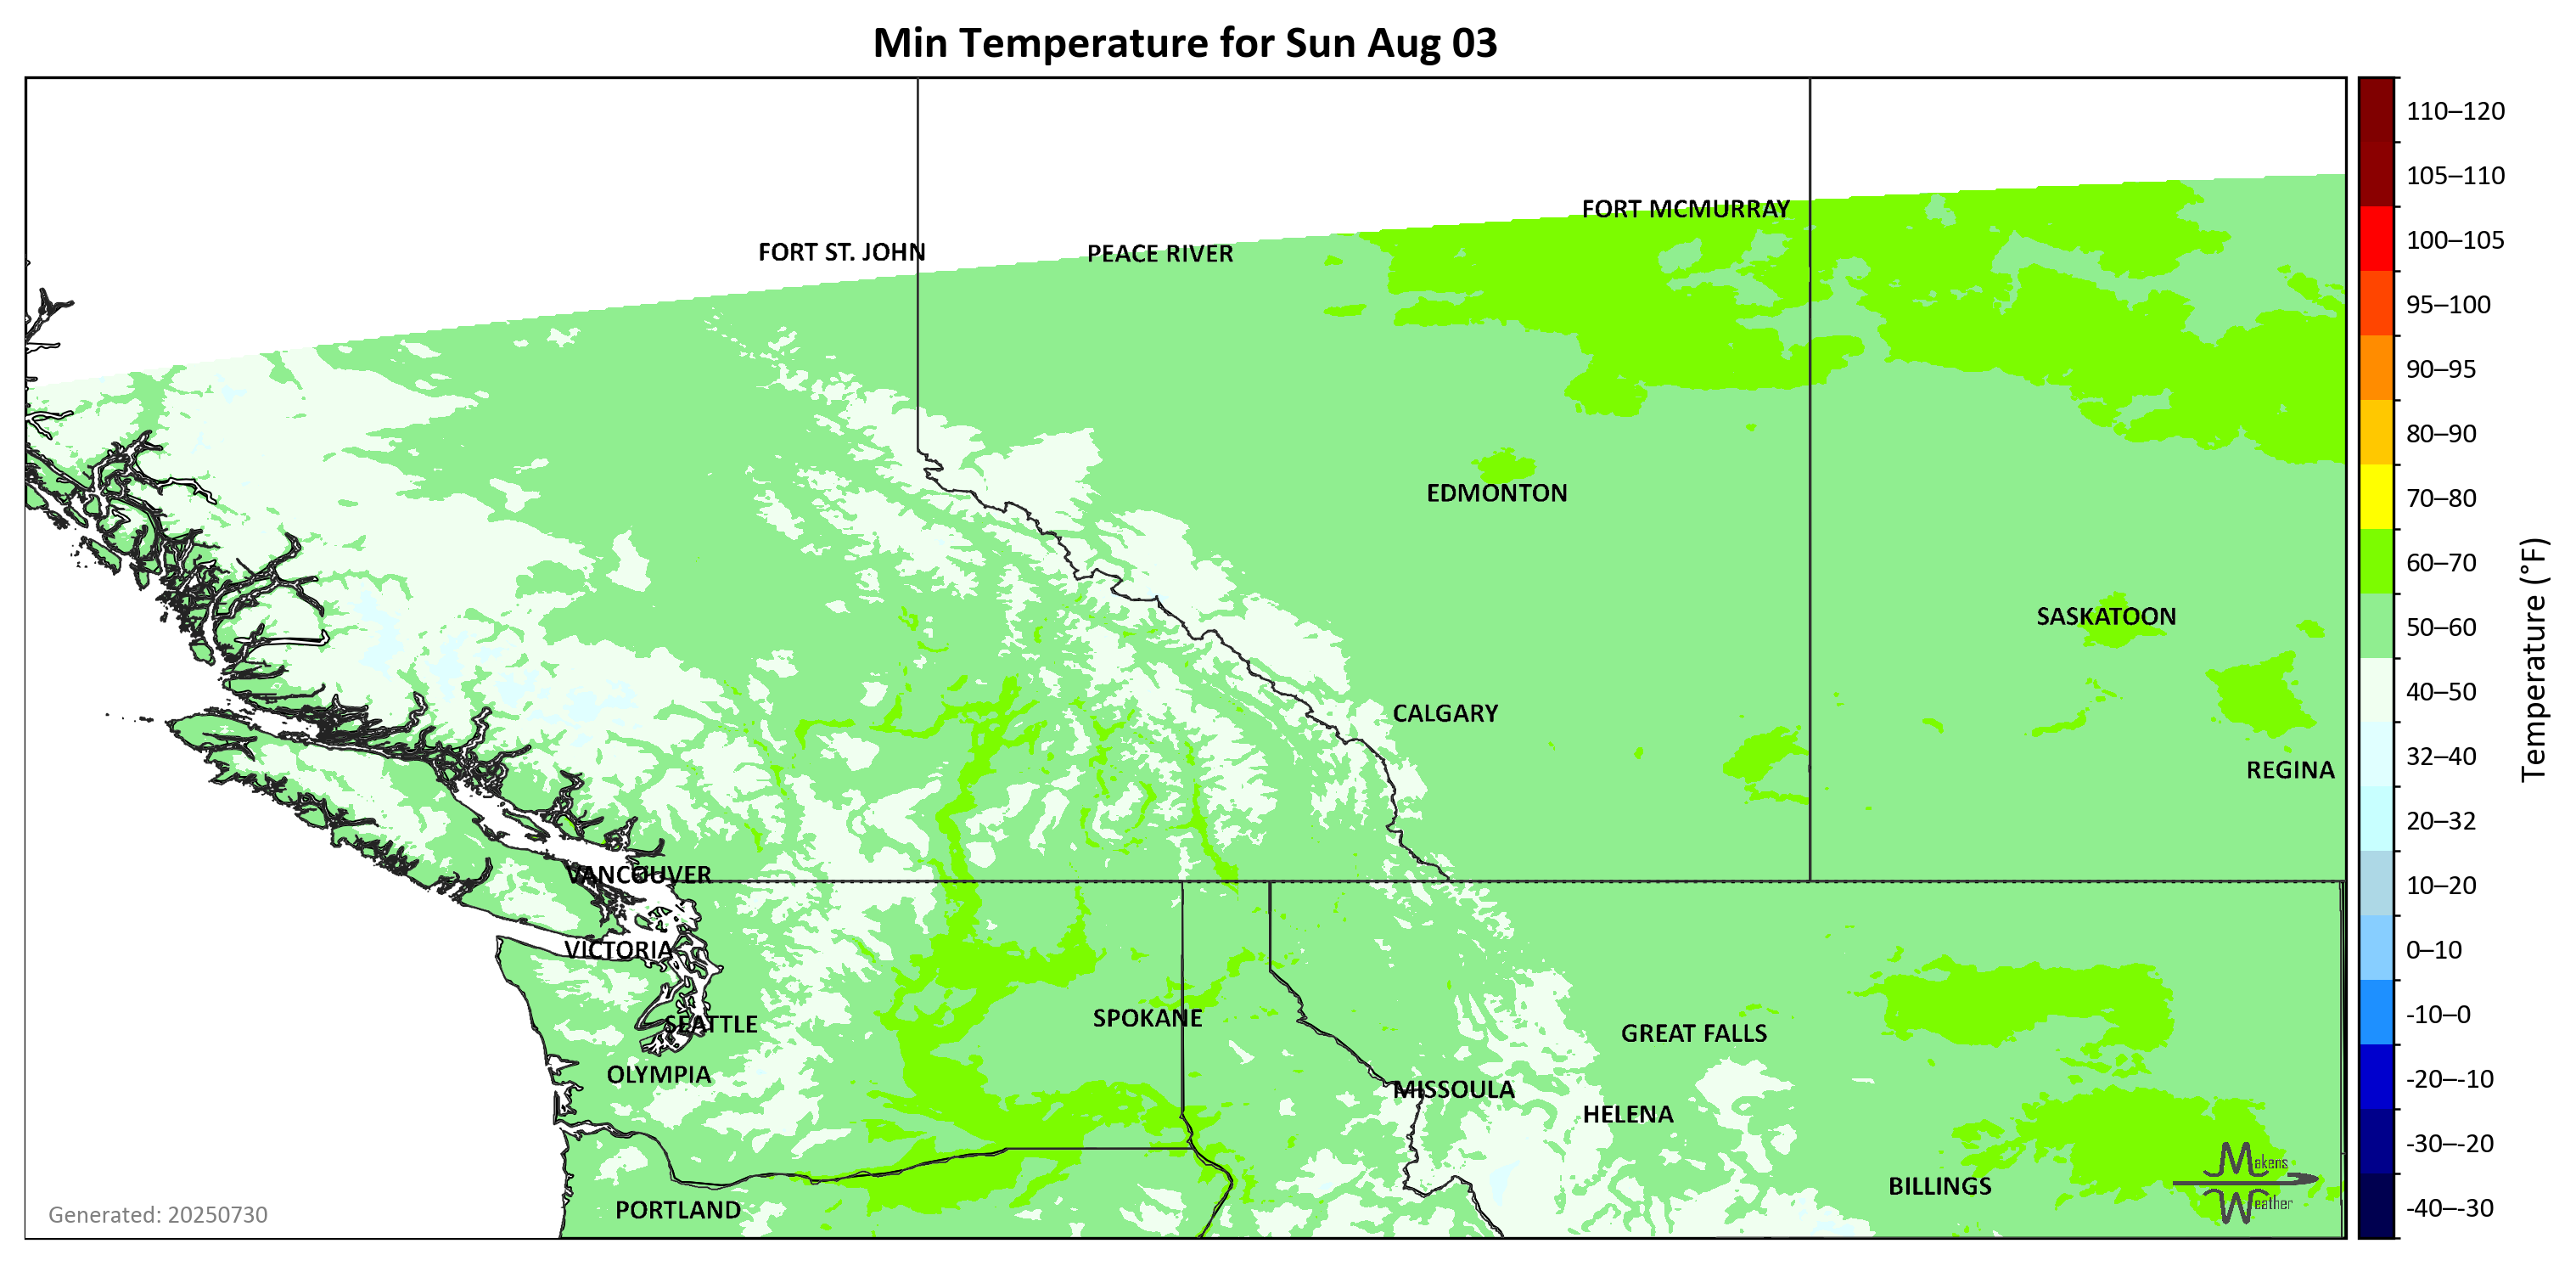 Min Temperature for Sun Aug 03
FORT MCMURRAY
FORT ST. JOHN
PEACE RIVER
EDMONTON
SASKATOON
CALGARY
REGINA
VANCOUVER
VICTORIA
SEATTLE
SPOKANE
GREAT FALLS
OLYMPIA
MISSOULA
HELENA
BILLINGS
PORTLAND
Makens
Weather
Generated: 20250730
110–120
105–110
100–105
95–100
90–95
80–90
70–80
60–70
50–60
40–50
32–40
20–32
10–20
0–10
-10–0
-20–-10
-30–-20
-40–-30
Temperature (°F)